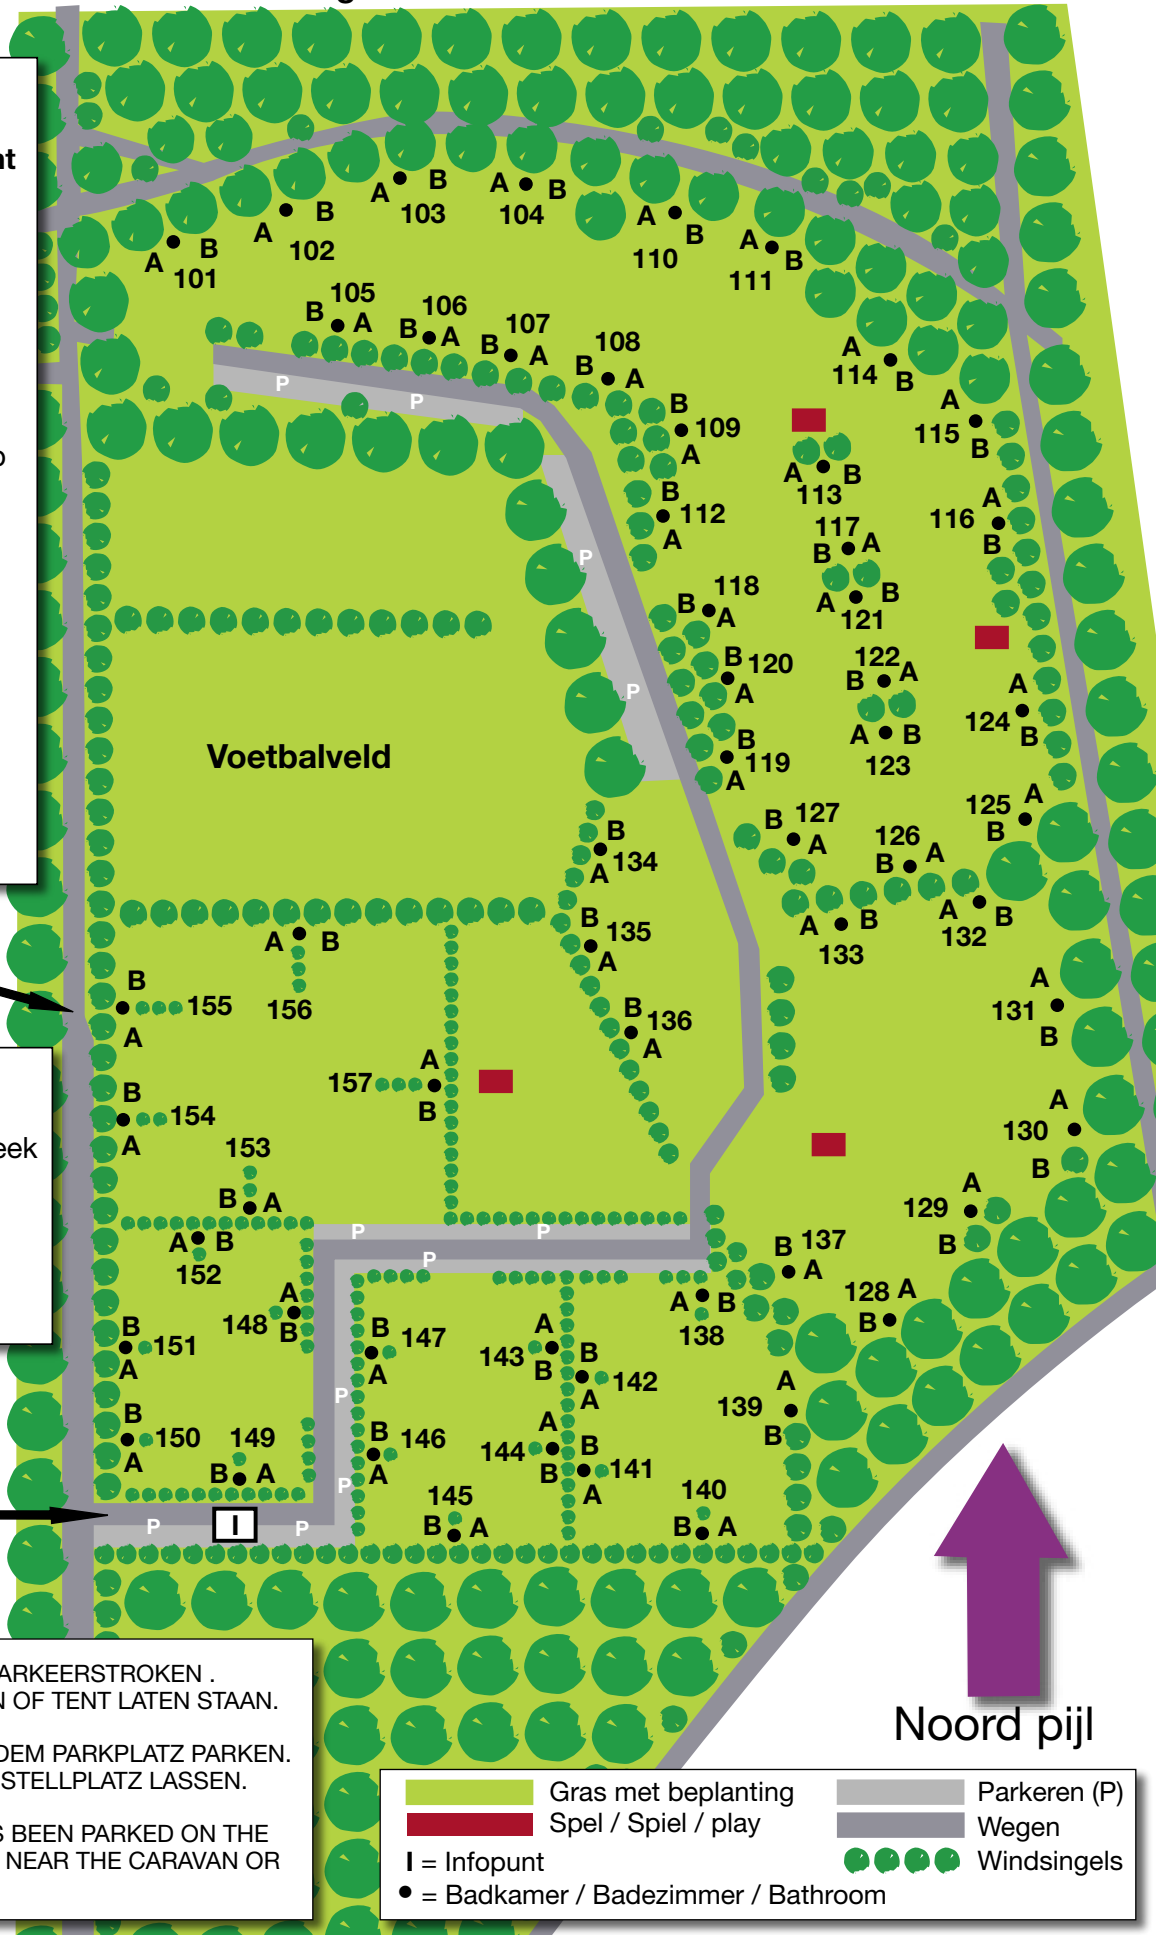 g
nt
A B
103
A B
104
A B
102
A B
101
A B
110
A B
111
105
B A
106
B A
107
B A
108
B A
A
114 B
P
P
B
109
A
A
115
B
o
A B
113
B
112
A
A
116
B
117
B A
P
A B
121
118
B A
122
B A
B 120
A
A
124
B
P
A B
123
Voetbalveld
B
119
A
A
125
B
B 127
A
126
B A
B
134
A
A B
133
A B
132
B
135
A
A B
156
B
155
A
A
131
B
B
136
A
A
157
B
B
154
A
A
130
B
eek
153
B A
A
129
B
A B
152
P
P
P
B 137
A
128 A
B
A
148
B
A B
138
B
151
A
B
147
A
A
143
B
B
142
A
P
A
139
B
B
150
A
149
B A
B
146
A
A
144
B
B
141
A
P
145
B A
140
B A
P
I
P
ARKEERSTROKEN .
N OF TENT LATEN STAAN.
DEM PARKPLATZ PARKEN.
STELLPLATZ LASSEN.
S BEEN PARKED ON THE
NEAR THE CARAVAN OR
Noord pijl
Gras met beplanting
Parkeren (P)
Spel / Spiel / play
Wegen
I = Infopunt
Windsingels
= Badkamer / Badezimmer / Bathroom